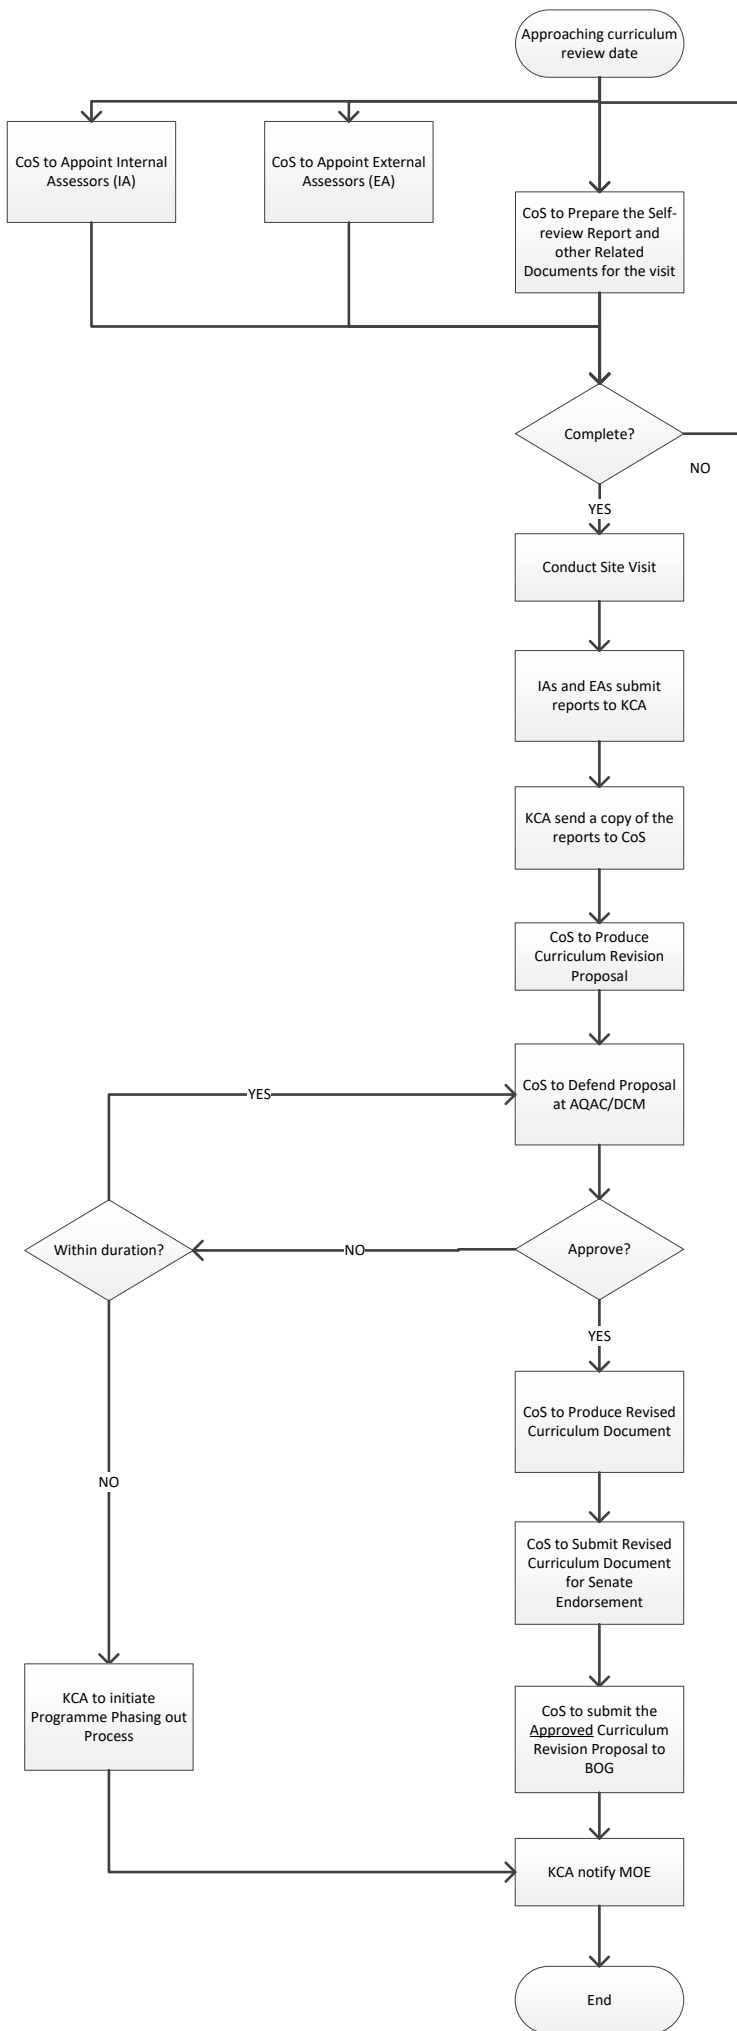 Approaching curriculum
review date
CoS to Appoint Internal
Assessors (IA)
CoS to Appoint External
Assessors (EA)
CoS to Prepare the Self-
review Report and
other Related
Documents for the visit
Complete?
NO
YES
Conduct Site Visit
IAs and EAs submit
reports to KCA
KCA send a copy of the
reports to CoS
CoS to Produce
Curriculum Revision
Proposal
CoS to Defend Proposal
at AQAC/DCM
YES
Within duration?
NO
Approve?
YES
CoS to Produce Revised
Curriculum Document
NO
CoS to Submit Revised
Curriculum Document
for Senate
Endorsement
KCA to initiate
Programme Phasing out
Process
CoS to submit the
Approved Curriculum
Revision Proposal to
BOG
KCA notify MOE
End